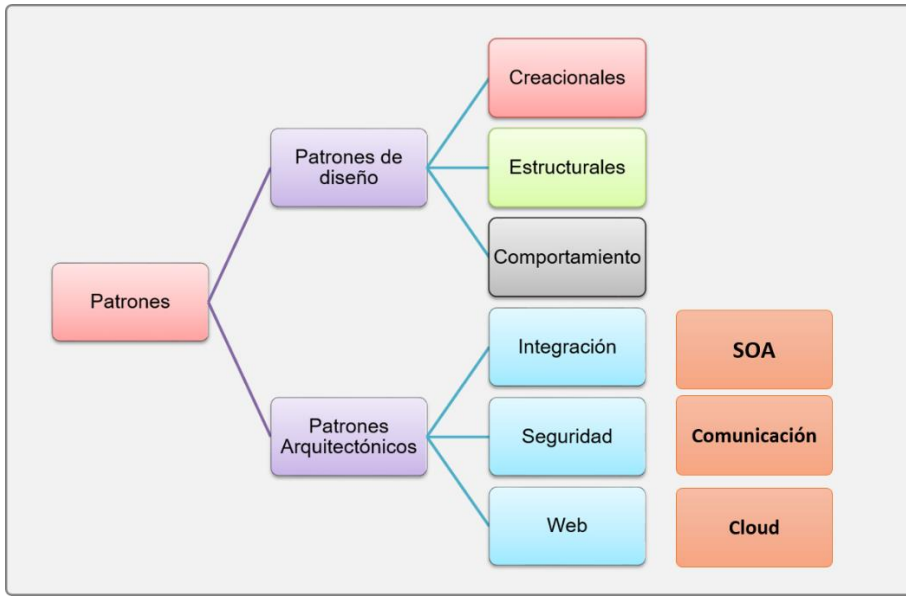 Patrones
Patrones de
diseño
Creacionales
Estructurales
Comportamiento
Patrones
Arquitectónicos
Integración
SOA
Seguridad
Comunicación
Web
Cloud